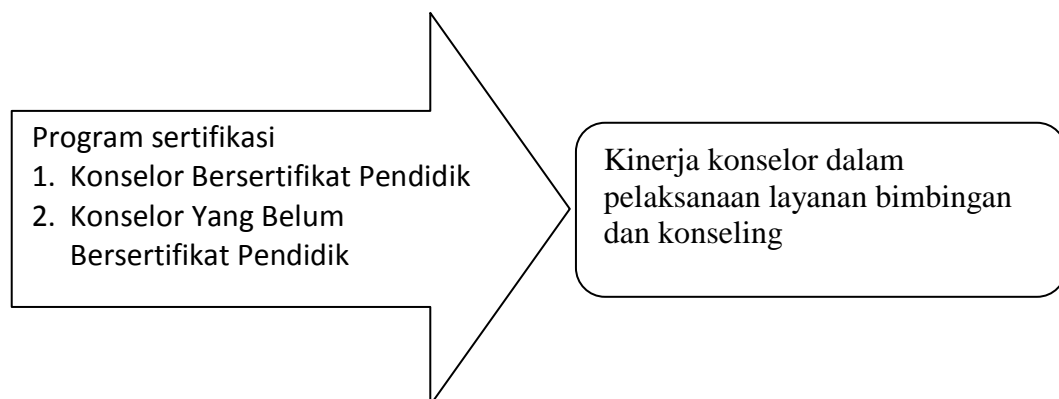 Program sertifikasi
1. Konselor Bersertifikat Pendidik
2. Konselor Yang Belum
Bersertifikat Pendidik
Kinerja konselor dalam
pelaksanaan layanan bimbingan
dan konseling